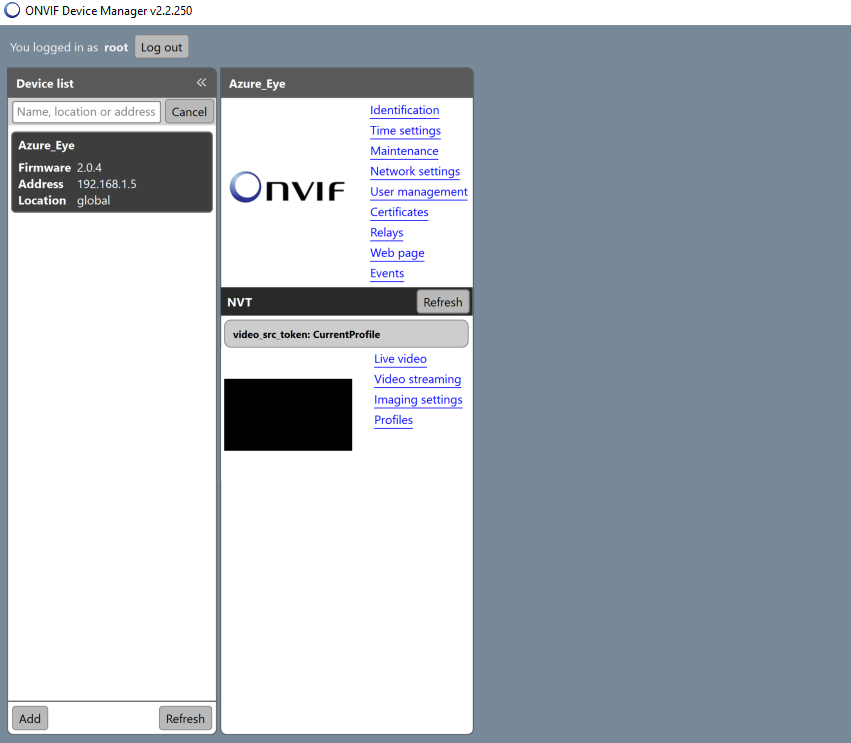 ONVIF Device Manager v2.2.250
You logged in as root Log out
Device list
Name, location or address Cancel
Azure_Eye
Firmware 2.0.4
Address 192.168.1.5
Location global
Add Refresh
Azure_Eye
ONVIF
Identification
Time settings
Maintenance
Network settings
User management
Certificates
Relays
Web page
Events
NVT Refresh
video_src_token: CurrentProfile
Live video
Video streaming
Imaging settings
Profiles